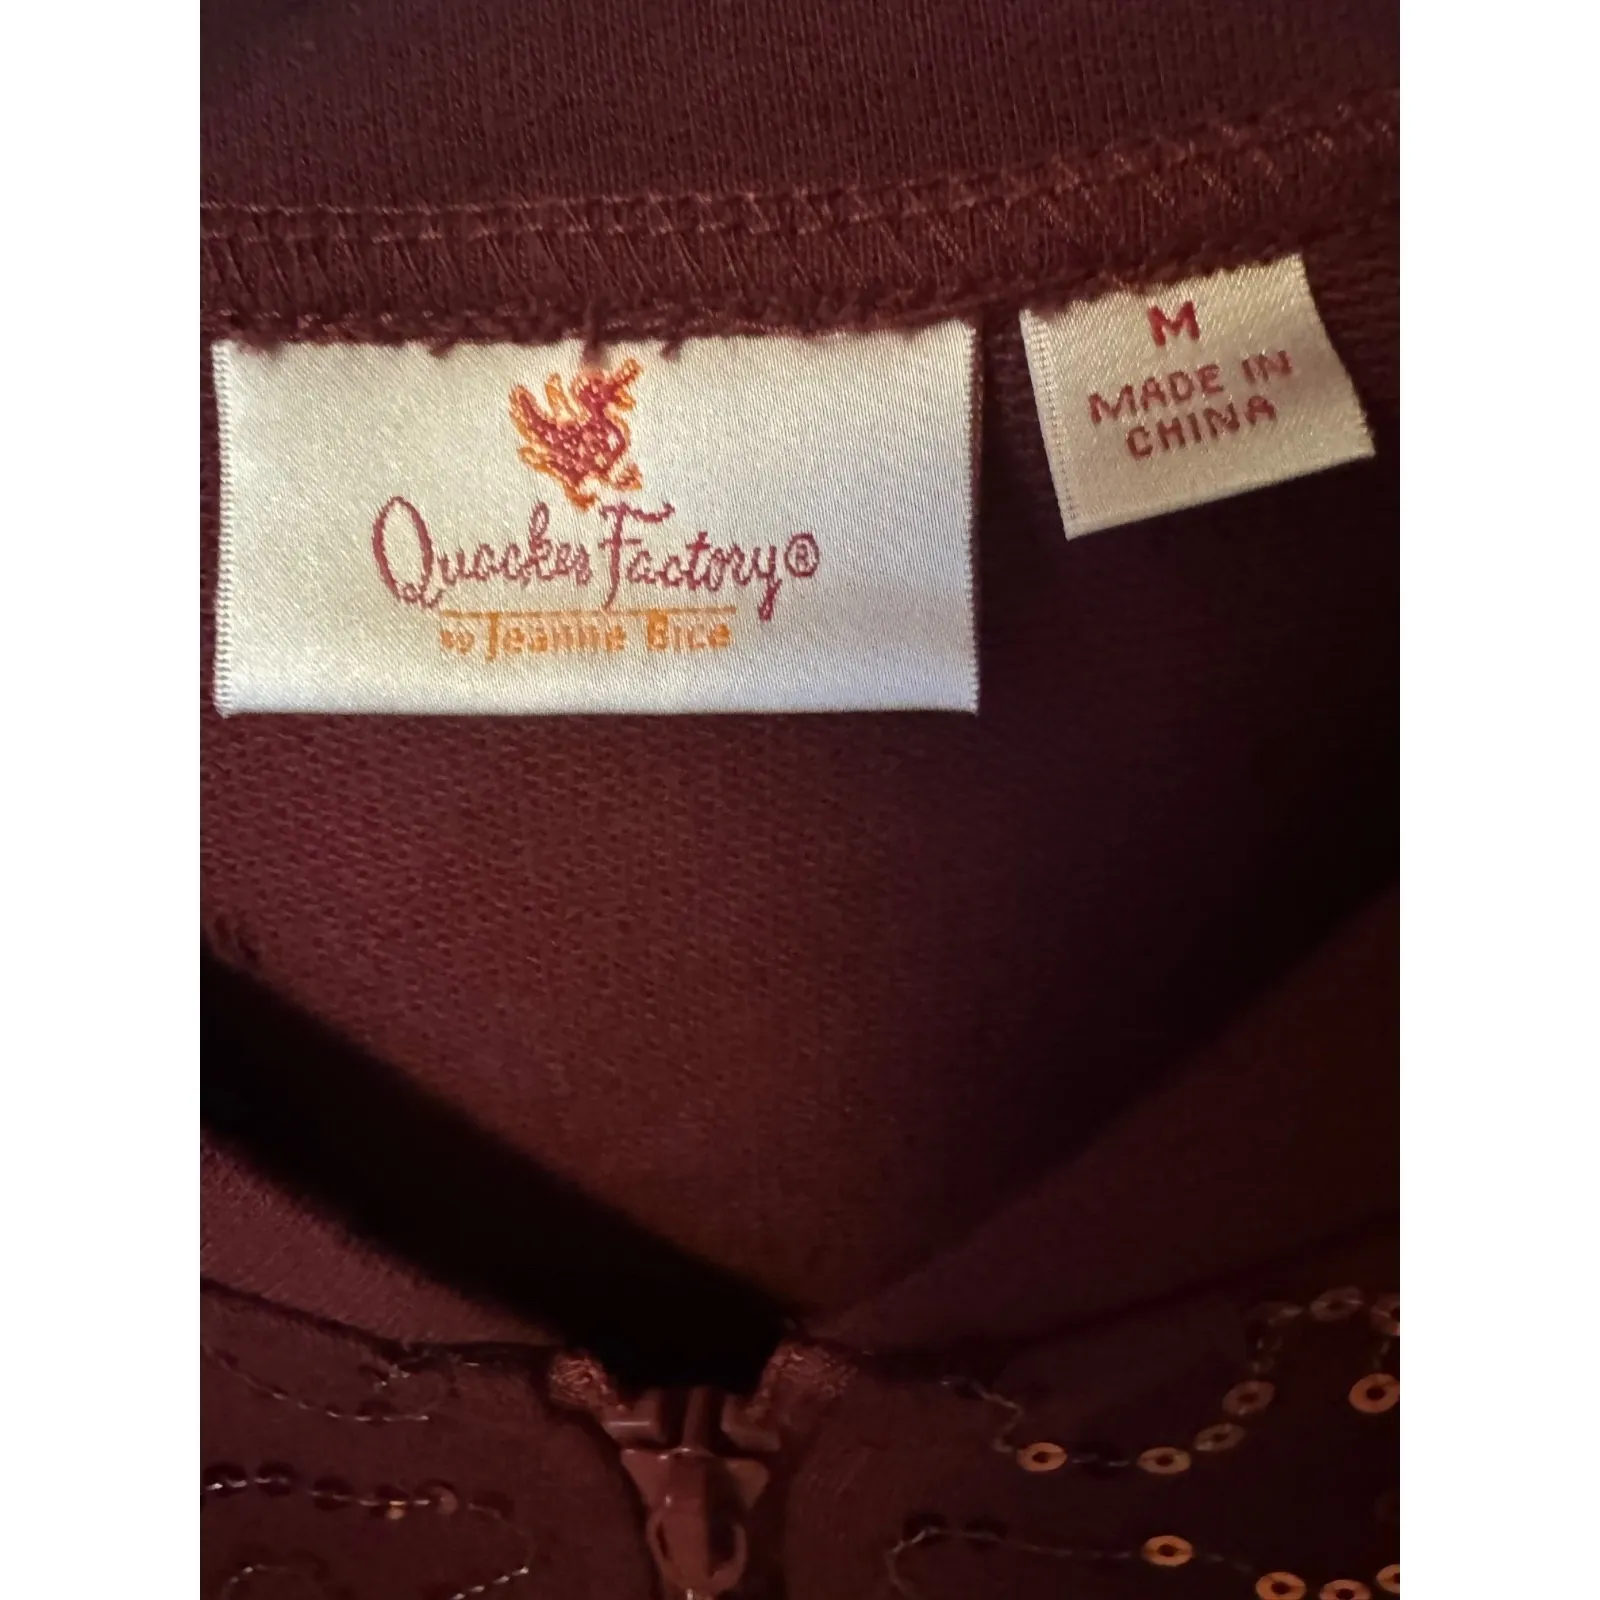 Quacker Factory®
by Jeanne Bice
M
MADE IN
CHINA